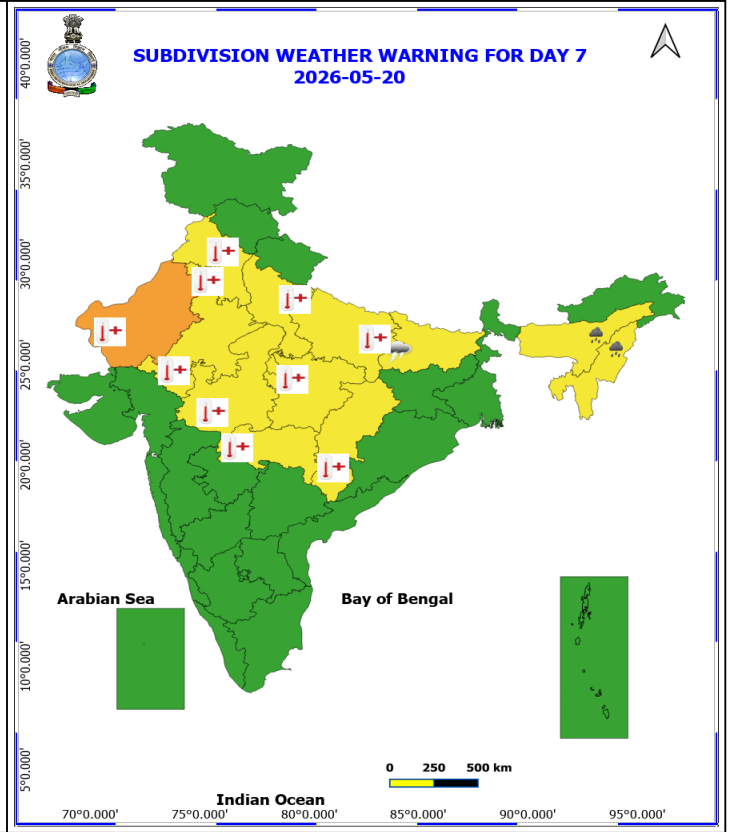 SUBDIVISION WEATHER WARNING FOR DAY 7
2026-05-20
40°0.000'
35°0.000'
30°0.000'
25°0.000'
20°0.000'
15°0.000'
10°0.000'
5°0.000'
Arabian Sea
Bay of Bengal
0 250 500 km
Indian Ocean
70°0.000' 75°0.000' 80°0.000' 85°0.000' 90°0.000' 95°0.000'